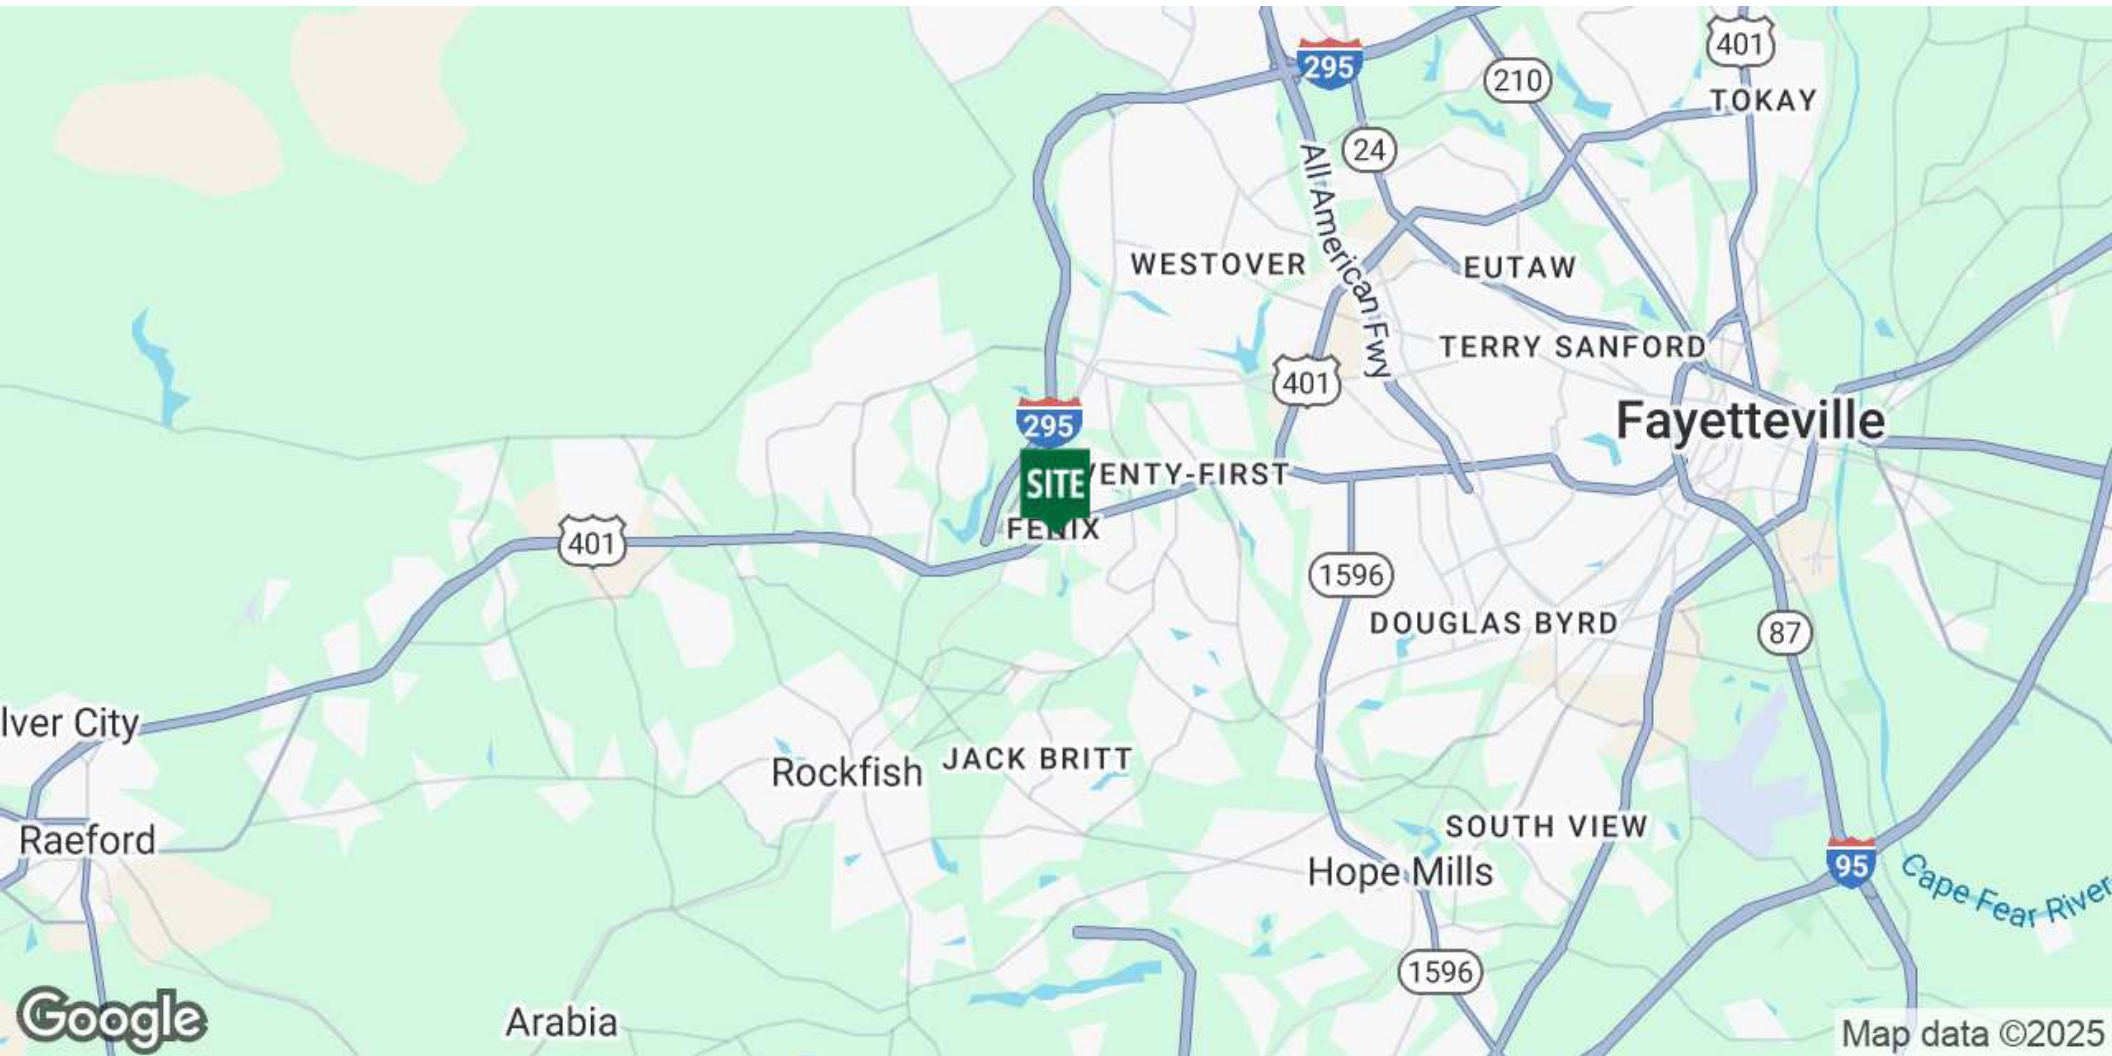 401
295
210
TOKAY
24
All American Fwy
WESTOVER
EUTAW
TERRY SANFORD
401
295
Fayetteville
SITE
VENTY-FIRST
FENIX
401
1596
DOUGLAS BYRD
87
lver City
JACK BRITT
Rockfish
SOUTH VIEW
Raeford
Hope Mills
95
Cape Fear River
1596
Google
Arabia
Map data ©2025